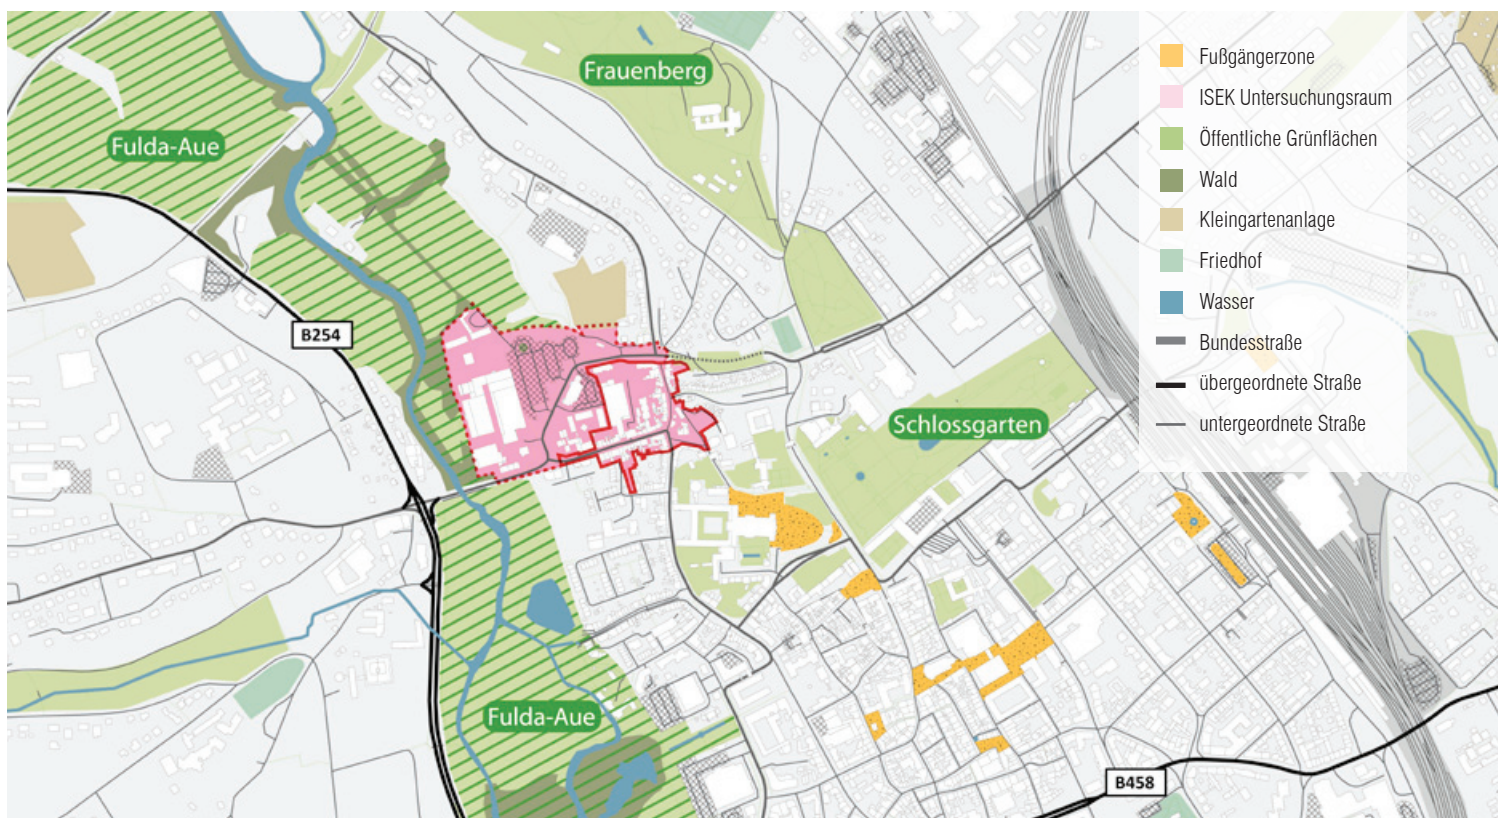 Frauenberg
Fulda-Aue
B254
Schlossgarten
Fulda-Aue
B458
Fußgängerzone
ISEK Untersuchungsraum
Öffentliche Grünflächen
Wald
Kleingartenanlage
Friedhof
Wasser
Bundesstraße
übergeordnete Straße
untergeordnete Straße